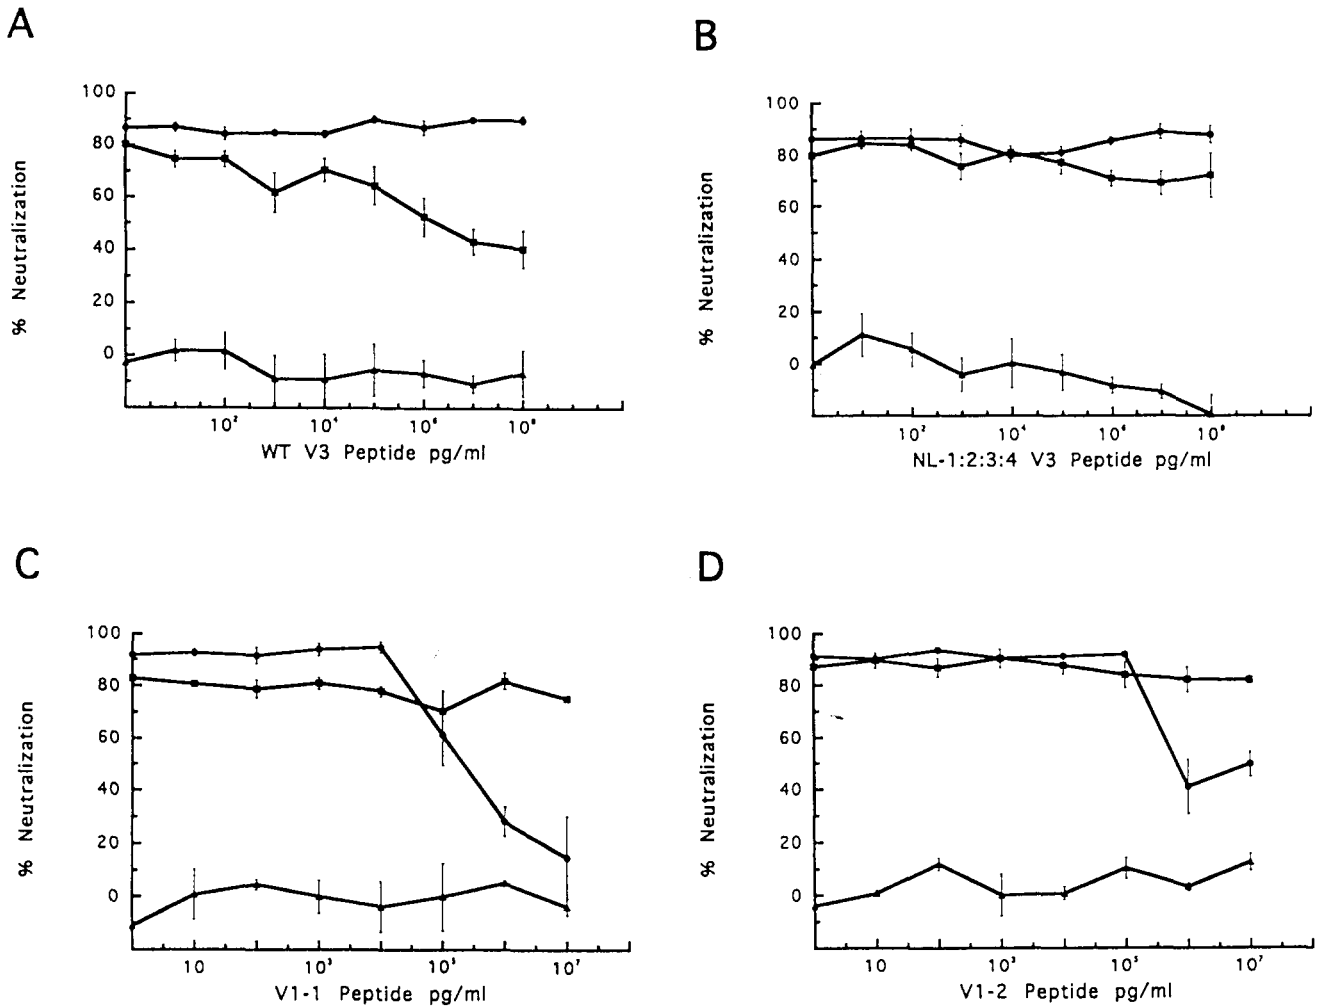 A
% Neutralization
100
80
60
40
20
0
10² 10⁴ 10⁶ 10⁸
WT V3 Peptide pg/ml
B
% Neutralization
100
80
60
40
20
0
10² 10⁴ 10⁶ 10⁸
NL-1:2:3:4 V3 Peptide pg/ml
C
% Neutralization
100
80
60
40
20
0
10 10³ 10⁵ 10⁷
V1-1 Peptide pg/ml
D
% Neutralization
100
80
60
40
20
0
10 10³ 10⁵ 10⁷
V1-2 Peptide pg/ml